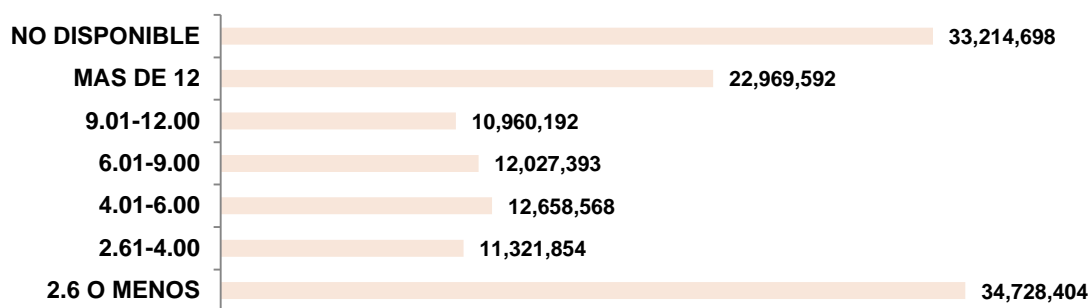 NO DISPONIBLE 33,214,698
MAS DE 12 22,969,592
9.01-12.00 10,960,192
6.01-9.00 12,027,393
4.01-6.00 12,658,568
2.61-4.00 11,321,854
2.6 O MENOS 34,728,404